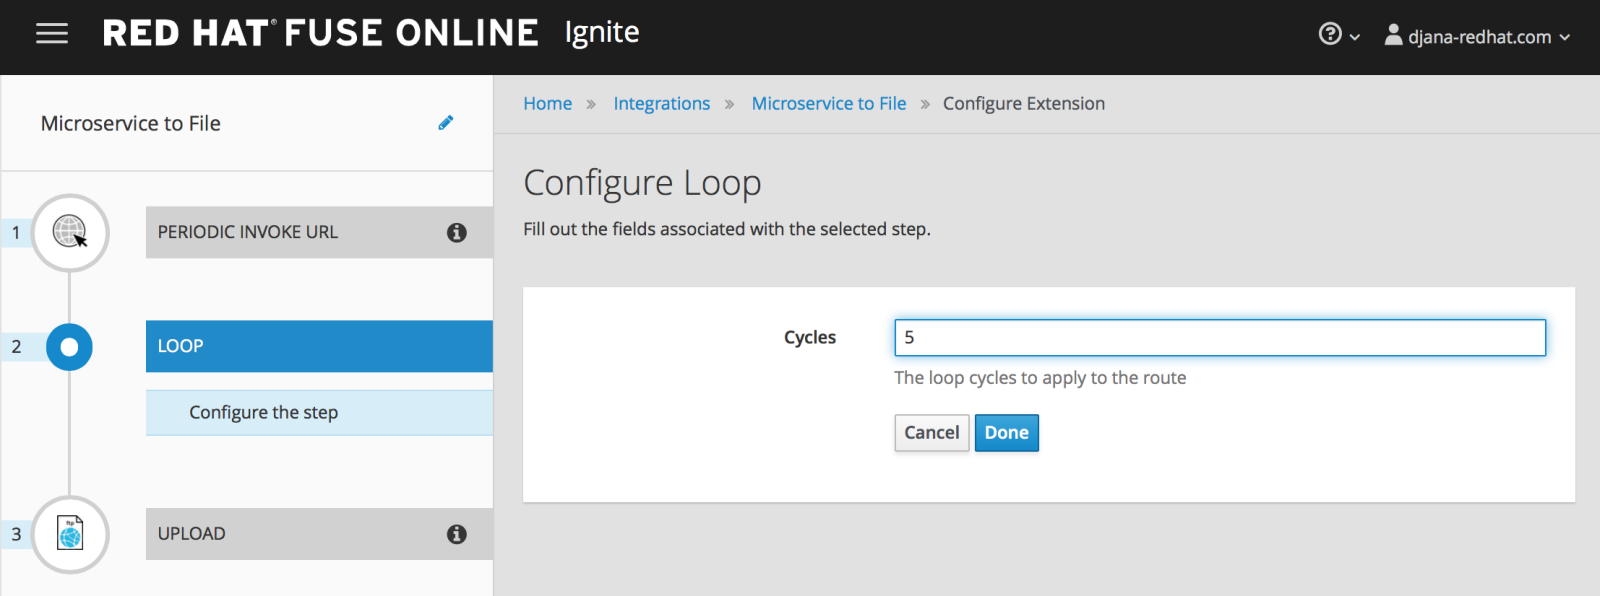 RED HAT® FUSE ONLINE Ignite
? djana-redhat.com
Microservice to File
Home » Integrations » Microservice to File » Configure Extension
Configure Loop
Fill out the fields associated with the selected step.
1 PERIODIC INVOKE URL
2 LOOP
Configure the step
3 ftp UPLOAD
Cycles 5
The loop cycles to apply to the route
Cancel Done